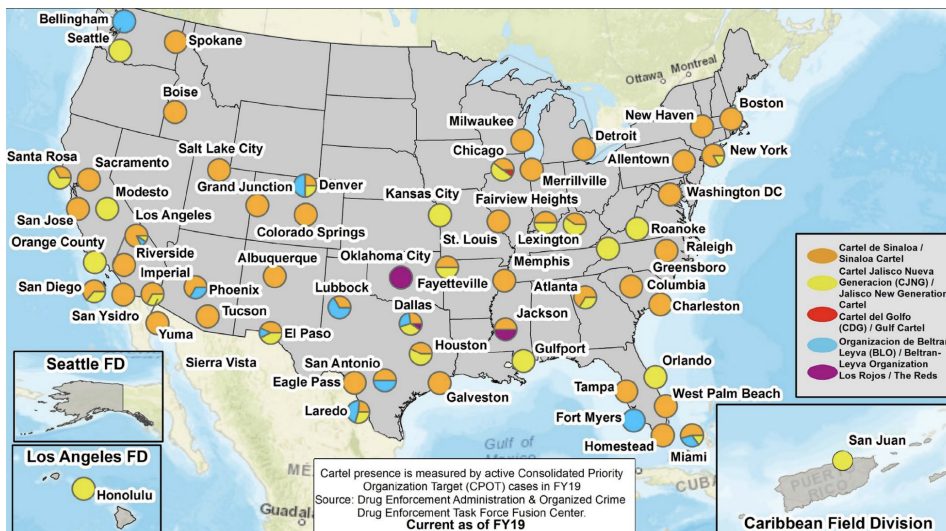 Bellingham
Seattle
Spokane
Boise
Ottawa Montreal
Milwaukee
Chicago
Detroit
New Haven
Boston
Allentown
New York
Santa Rosa
Sacramento
Salt Lake City
Grand Junction
Denver
Kansas City
Merrillville
Fairview Heights
Washington DC
Modesto
San Jose
Los Angeles
Colorado Springs
St. Louis
Lexington
Roanoke
Raleigh
Greensboro
Orange County
Riverside
Imperial
Albuquerque
Oklahoma City
Fayetteville
Memphis
San Diego
Phoenix
Lubbock
Dallas
Atlanta
Columbia
Charleston
San Ysidro
Tucson
El Paso
Jackson
Yuma
Sierra Vista
San Antonio
Houston
Gulfport
Orlando
Eagle Pass
Galveston
Tampa
West Palm Beach
Laredo
Fort Myers
Homestead
Miami
Cartel de Sinaloa /
Sinaloa Cartel
Cartel Jalisco Nueva
Generacion (CJNG) /
Jalisco New Generation
Cartel
Cartel del Golfo
(CDG) / Gulf Cartel
Organizacion de Beltran-
Leyva (BLO) / Beltran-
Leyva Organization
Los Rojos / The Reds
Seattle FD
Los Angeles FD
Honolulu
Gulf of
CUBA
Cartel presence is measured by active Consolidated Priority
Organization Target (CPOT) cases in FY19
Source: Drug Enforcement Administration & Organized Crime
Drug Enforcement Task Force Fusion Center.
Current as of FY19
San Juan
PUERTO
RICO
Caribbean Field Division